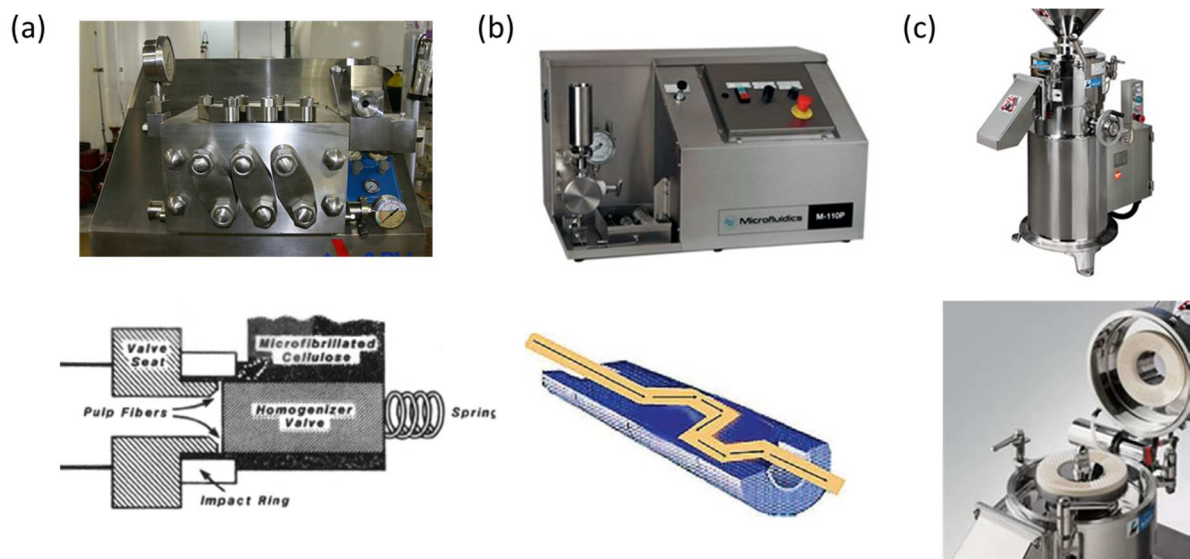 (a)
(b)
(c)
Microfluidics
M-110P
Valve
Seat
Microfibrillated
Cellulose
Pulp Fibers
Homogenizer
Valve
Spring
Impact Ring